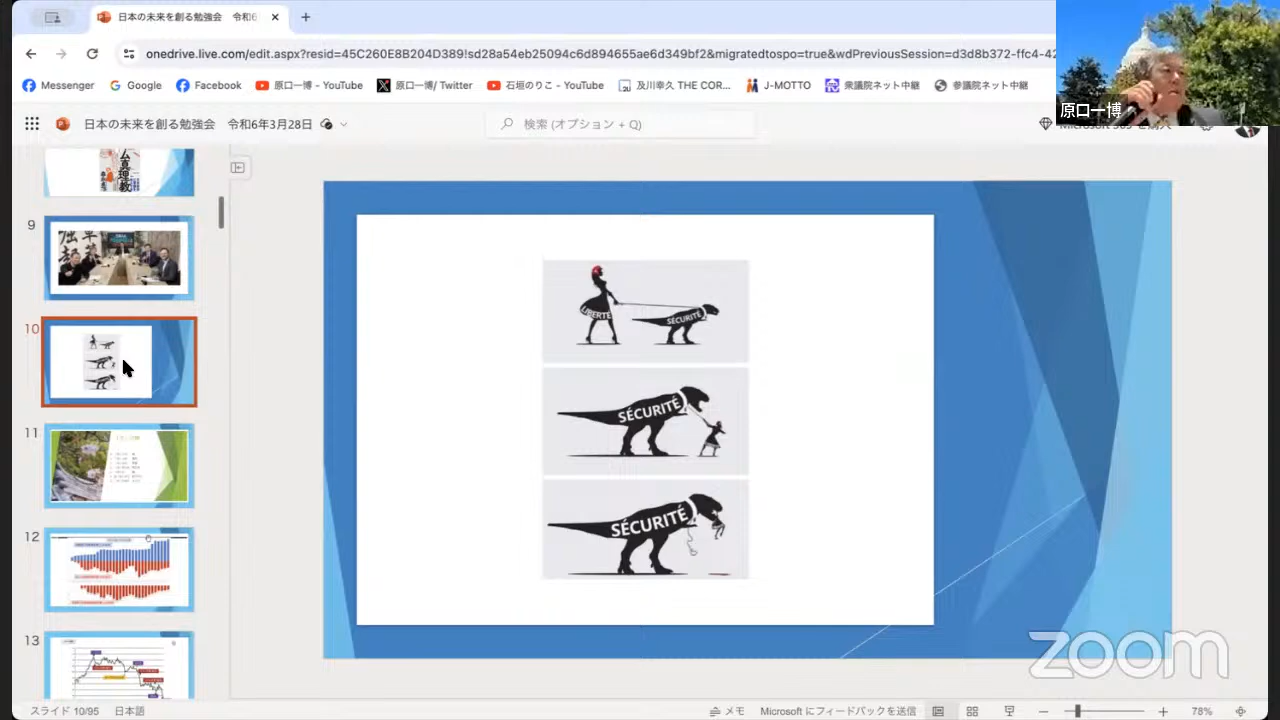 日本の未来を創る勉強会　令和6
onedrive.live.com/edit.aspx?resid=45C260E8B204D389!sd28a54eb25094c6d894655ae6d349bf2&migratedtospo=true&wdPreviousSession=d3d8b372-ffc4-42
Messenger
Google
Facebook
原口一博 - YouTube
原口一博/ Twitter
石垣のりこ - YouTube
及川幸久 THE COR...
J-MOTTO
衆議院ネット中継
参議院ネット中継
原口一博
日本の未来を創る勉強会　令和6年3月28日
検索 (オプション + Q)
9
10
11
12
13
LIBERTÉ
SÉCURITÉ
SÉCURITÉ
SÉCURITÉ
zoom
スライド 10/95
日本語
メモ
Microsoft にフィードバックを送信
78%